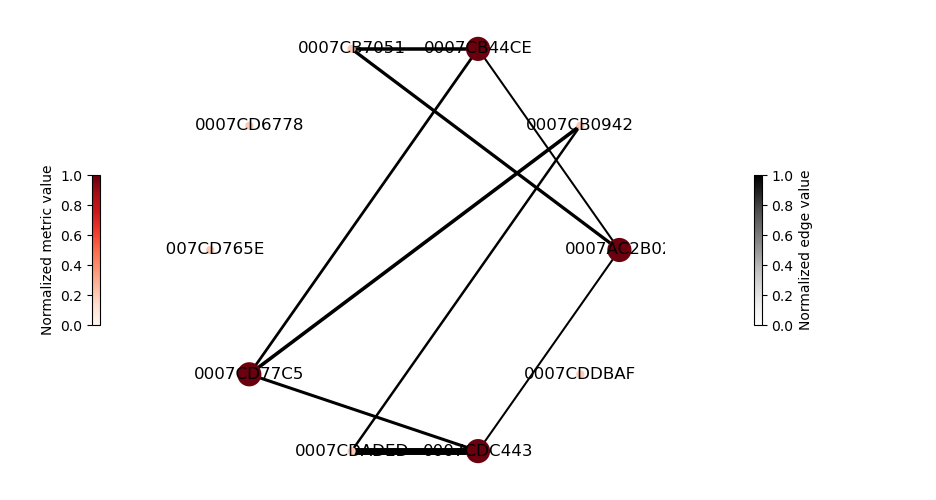 0007CB7051
0007CB44CE
0007CD6778
0007CB0942
007CD765E
0007AC2B0
0007CD77C5
0007CDDBAF
0007CDADED
0007CDC443
Normalized metric value
1.0
0.8
0.6
0.4
0.2
0.0
1.0
0.8
0.6
0.4
0.2
0.0
Normalized edge value